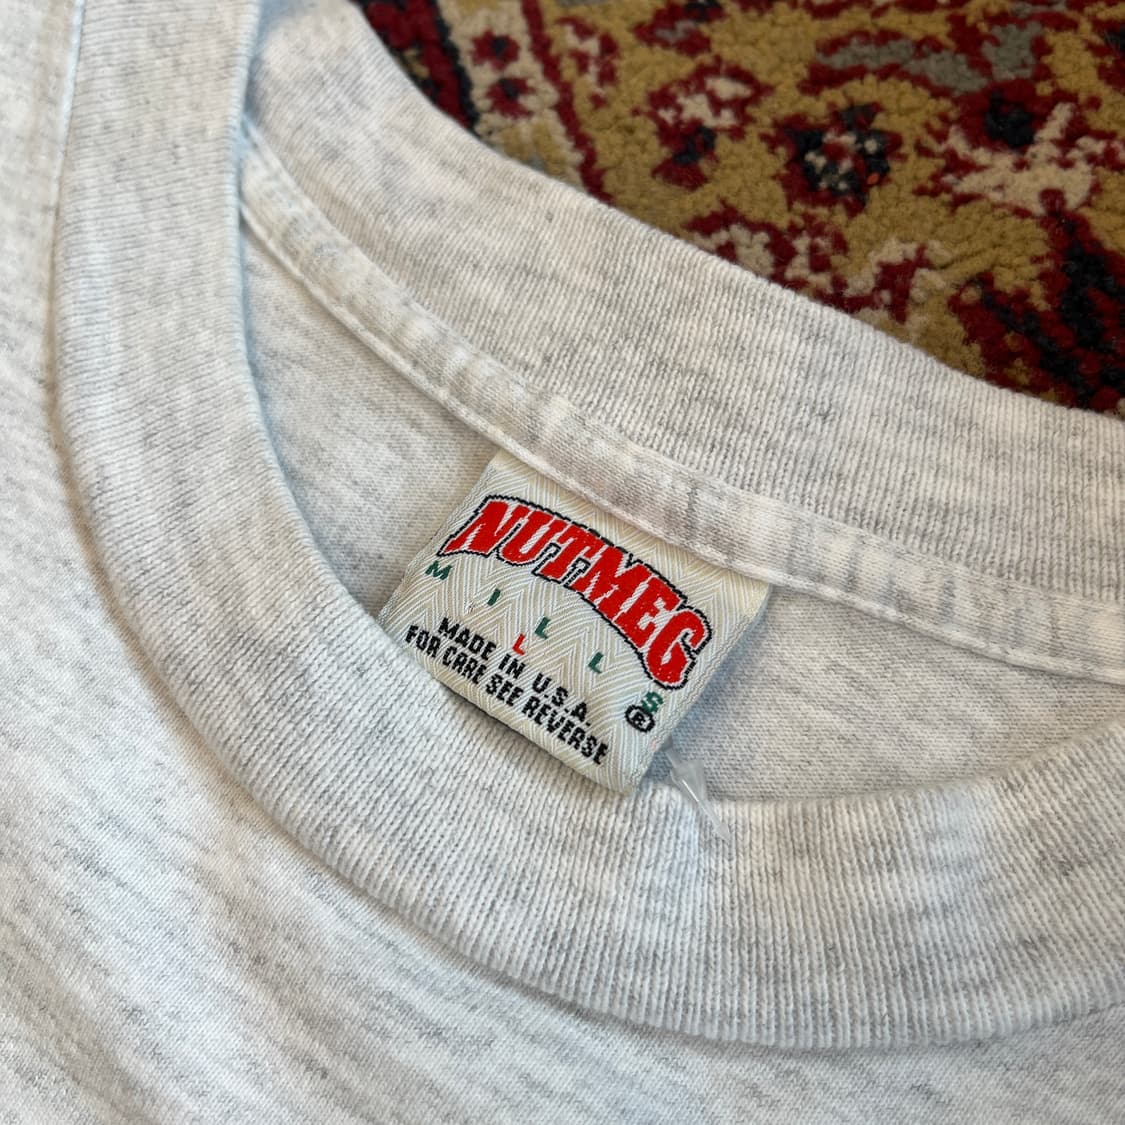 NUTMEG
MILLS
®
L
MADE IN U.S.A.
FOR CARE SEE REVERSE